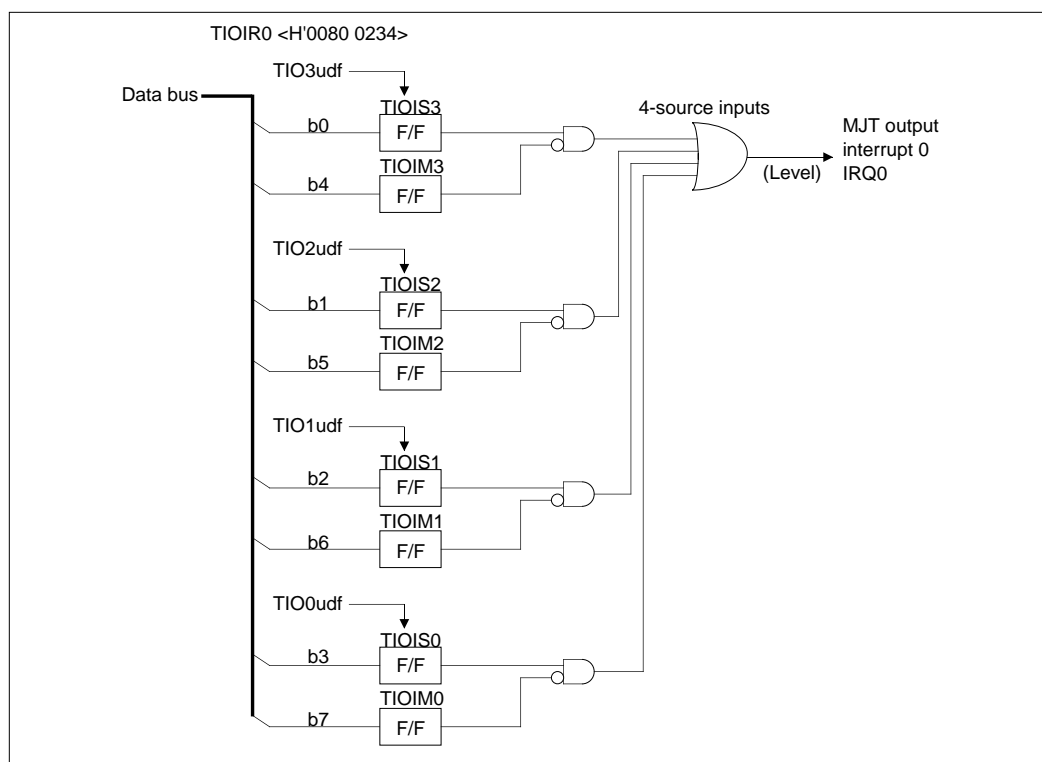 TIOIR0 <H'0080 0234>
TIO3udf
Data bus
TIOIS3
b0
F/F
TIOIM3
b4
F/F
4-source inputs
MJT output
interrupt 0
IRQ0
(Level)
TIO2udf
TIOIS2
b1
F/F
TIOIM2
b5
F/F
TIO1udf
TIOIS1
b2
F/F
TIOIM1
b6
F/F
TIO0udf
TIOIS0
b3
F/F
TIOIM0
b7
F/F